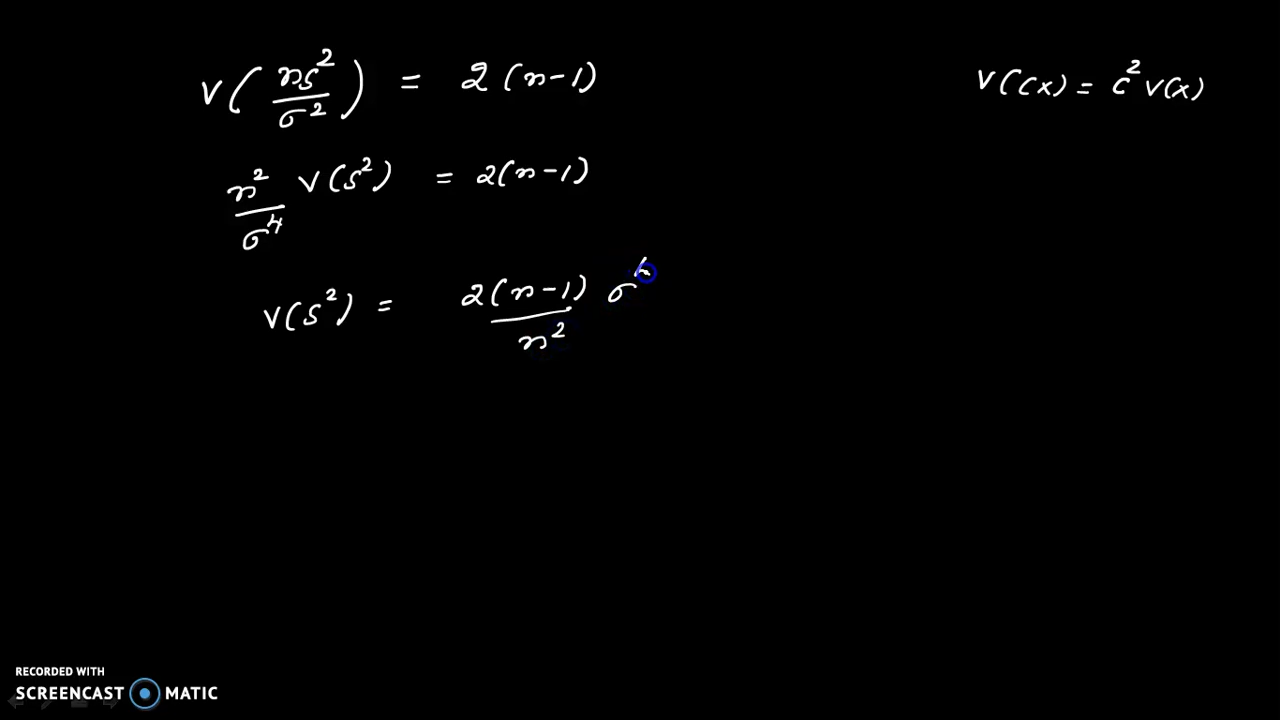 V(ns²/σ²) = 2(n-1)
V(cx) = c² V(x)
n²/σ⁴ V(s²) = 2(n-1)
V(s²) = 2(n-1)/n² σ⁴
RECORDED WITH
SCREENCAST MATIC